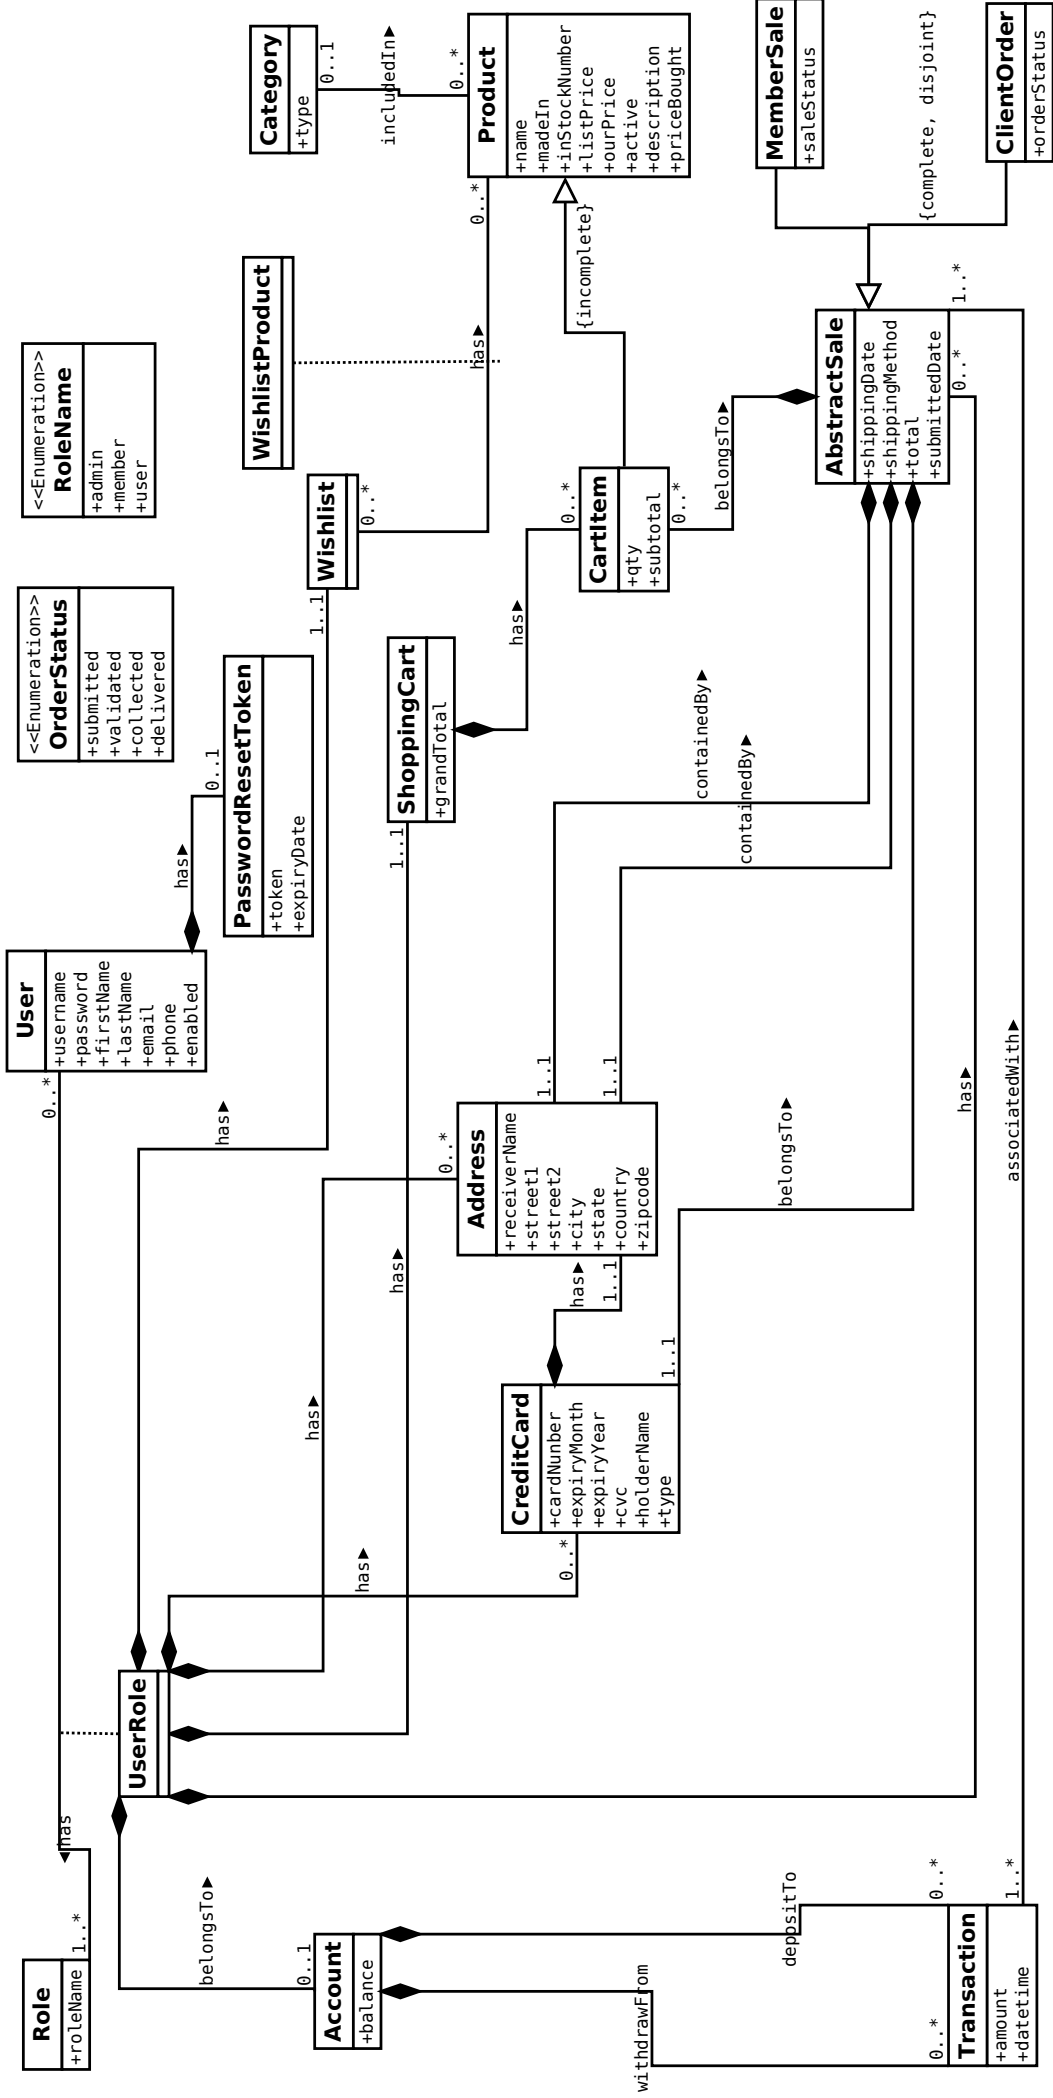 Role
+roleName
1..*
◀has
UserRole
0..*
User
+username
+password
+firstName
+lastName
+email
+phone
+enabled
has▶
0..1
PasswordResetToken
+token
+expiryDate
<<Enumeration>>
OrderStatus
+submitted
+validated
+collected
+delivered
<<Enumeration>>
RoleName
+admin
+member
+user
belongsTo▶
0..1
Account
+balance
withdrawFrom
0..*
depositTo
0..*
Transaction
+amount
+datetime
1..*
associatedWith▶
1..*
has▶
0..*
has▶
1..1
Wishlist
0..*
has▶
0..*
WishlistProduct
has▶
0..*
CreditCard
+cardNunber
+expiryMonth
+expiryYear
+cvc
+holderName
+type
has▶
1..1
1..1
belongsTo▶
has▶
0..*
Address
+receiverName
+street1
+street2
+city
+state
+country
+zipcode
1..1
containedBy▶
1..1
containedBy▶
has▶
1..1
ShoppingCart
+grandTotal
has▶
0..*
CartItem
+qty
+subtotal
0..*
belongsTo▶
{incomplete}
Category
+type
0..1
includedIn▶
0..*
Product
+name
+madeIn
+inStockNumber
+listPrice
+ourPrice
+active
+description
+priceBought
AbstractSale
+shippingDate
+shippingMethod
+total
+submittedDate
{complete, disjoint}
MemberSale
+saleStatus
ClientOrder
+orderStatus